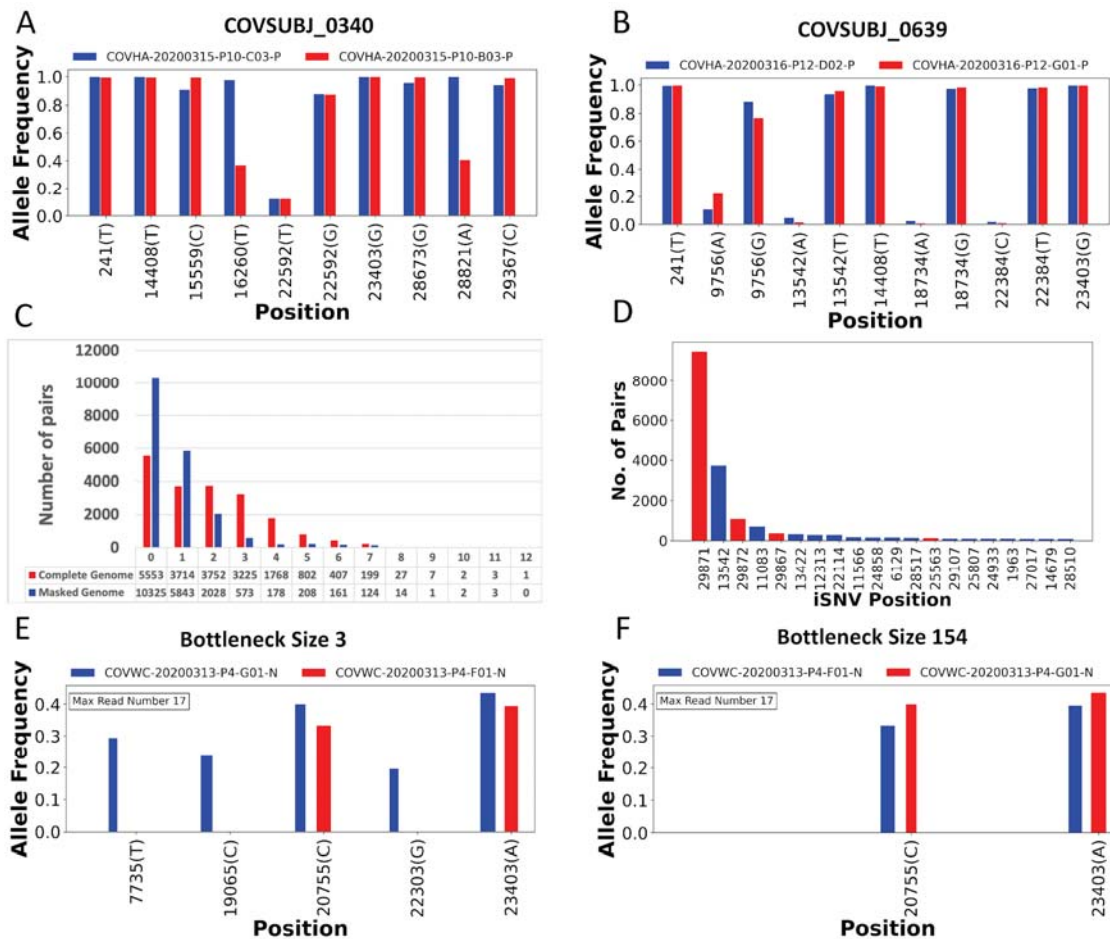 A
COVSUBJ_0340
COVHA-20200315-P10-C03-P
COVHA-20200315-P10-B03-P
Allele Frequency
1.0
0.8
0.6
0.4
0.2
0.0
241(T)
14408(T)
15559(C)
16260(T)
22592(T)
22592(G)
23403(G)
28673(G)
28821(A)
29367(C)
Position
B
COVSUBJ_0639
COVHA-20200316-P12-D02-P
COVHA-20200316-P12-G01-P
Allele Frequency
1.0
0.8
0.6
0.4
0.2
0.0
241(T)
9756(A)
9756(G)
13542(A)
13542(T)
14408(T)
18734(A)
18734(G)
22384(C)
22384(T)
23403(G)
Position
C
Number of pairs
12000
10000
8000
6000
4000
2000
0
0 1 2 3 4 5 6 7 8 9 10 11 12
Complete Genome 5553 3714 3752 3225 1768 802 407 199 27 7 2 3 1
Masked Genome 10325 5843 2028 573 178 208 161 124 14 1 2 3 0
D
No. of Pairs
8000
6000
4000
2000
0
29871
13542
29872
11083
29867
13422
12313
22114
11566
24858
6129
28517
25563
29107
25807
24933
1963
27017
14679
28510
iSNV Position
E
Bottleneck Size 3
COVWC-20200313-P4-G01-N
COVWC-20200313-P4-F01-N
Max Read Number 17
Allele Frequency
0.4
0.3
0.2
0.1
0.0
7735(T)
19065(C)
20755(C)
22303(G)
23403(A)
Position
F
Bottleneck Size 154
COVWC-20200313-P4-F01-N
COVWC-20200313-P4-G01-N
Max Read Number 17
Allele Frequency
0.4
0.3
0.2
0.1
0.0
20755(C)
23403(A)
Position